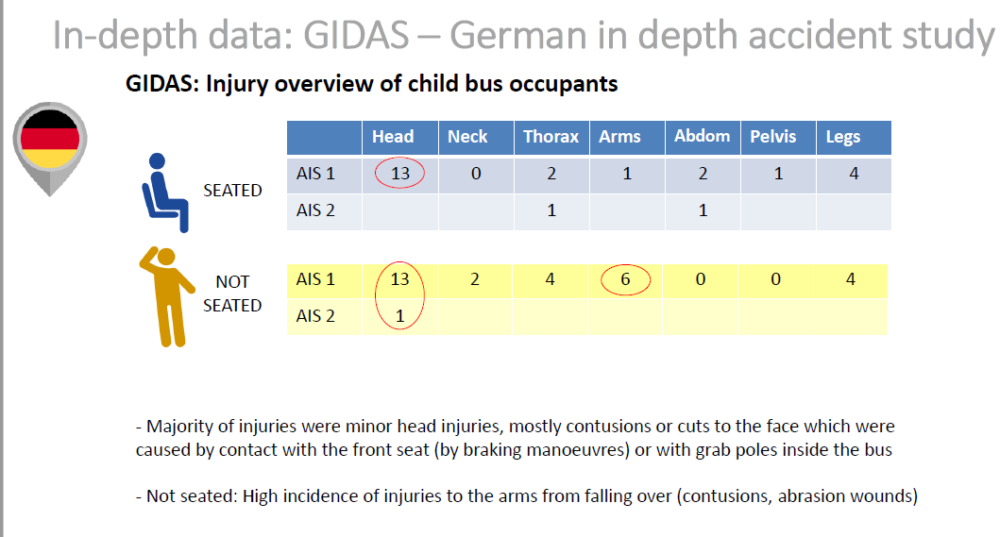 In-depth data: GIDAS – German in depth accident study
GIDAS: Injury overview of child bus occupants
Head Neck Thorax Arms Abdom Pelvis Legs
SEATED
AIS 1 13 0 2 1 2 1 4
AIS 2 1 1
NOT SEATED
AIS 1 13 2 4 6 0 0 4
AIS 2 1
- Majority of injuries were minor head injuries, mostly contusions or cuts to the face which were
caused by contact with the front seat (by braking manoeuvres) or with grab poles inside the bus
- Not seated: High incidence of injuries to the arms from falling over (contusions, abrasion wounds)